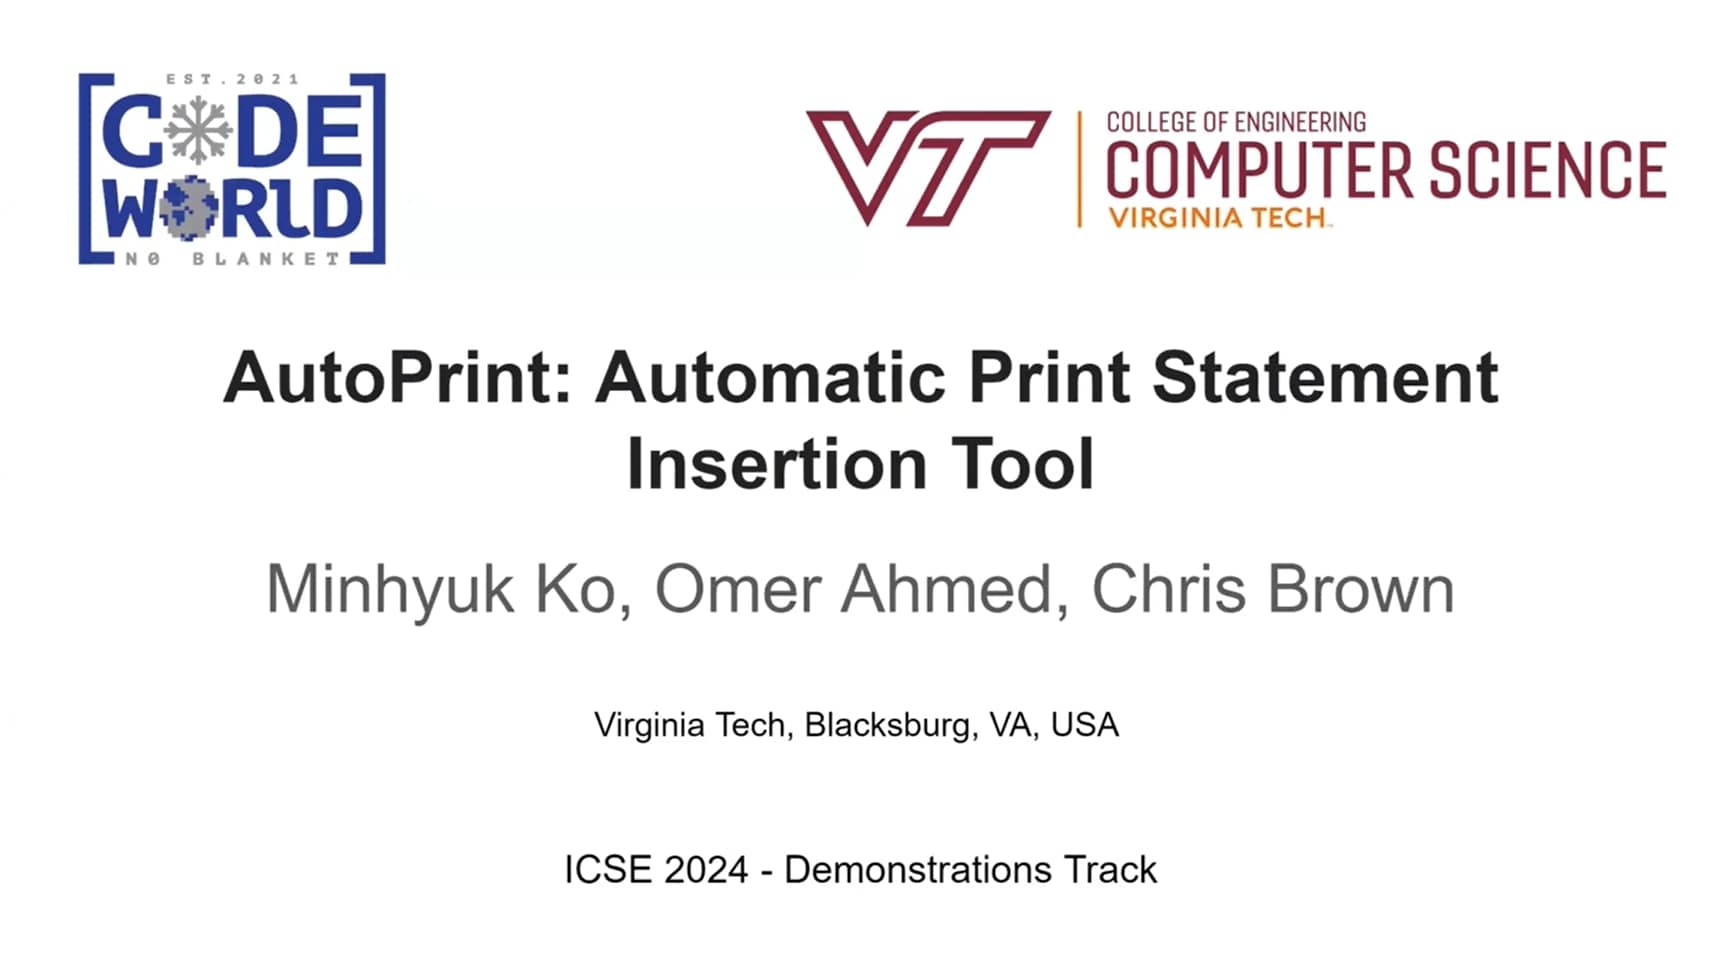 EST.2021
CODE
WORLD
N0 BLANKET
VT
COLLEGE OF ENGINEERING
COMPUTER SCIENCE
VIRGINIA TECH
AutoPrint: Automatic Print Statement
Insertion Tool
Minhyuk Ko, Omer Ahmed, Chris Brown
Virginia Tech, Blacksburg, VA, USA
ICSE 2024 - Demonstrations Track